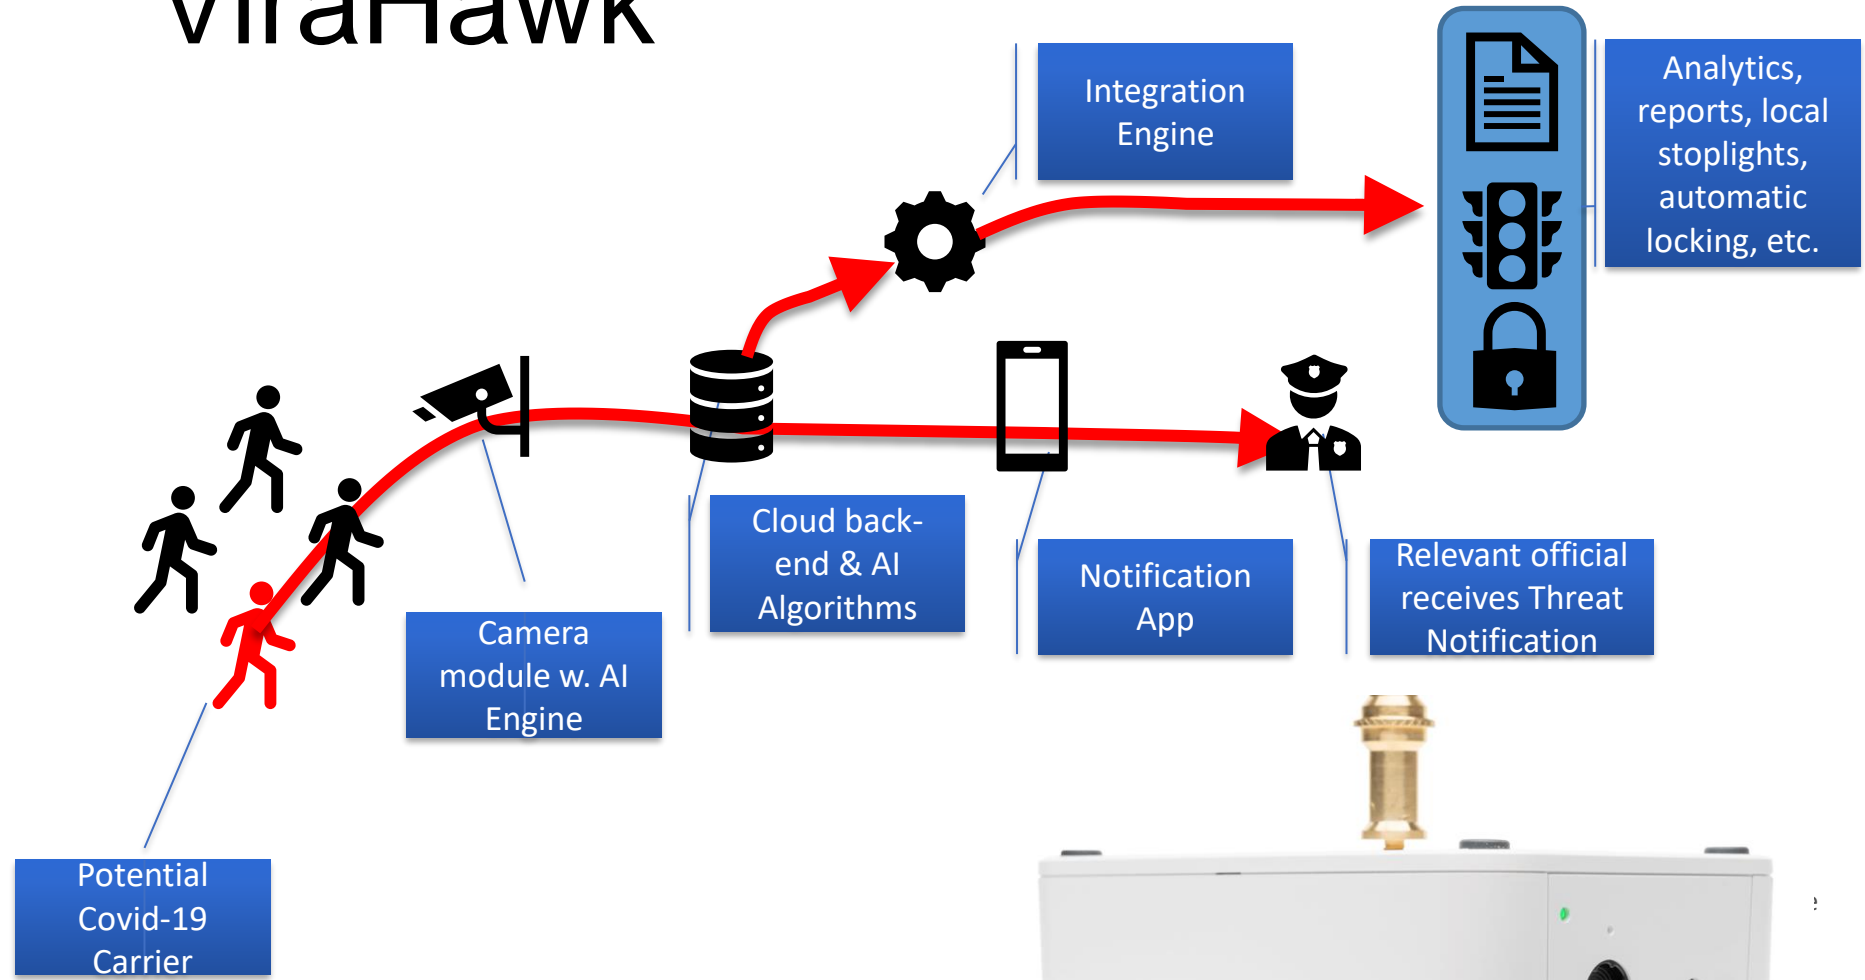 ViraHawk
Integration
Engine
Analytics,
reports, local
stoplights,
automatic
locking, etc.
Cloud back-
end & AI
Algorithms
Notification
App
Relevant official
receives Threat
Notification
Camera
module w. AI
Engine
Potential
Covid-19
Carrier